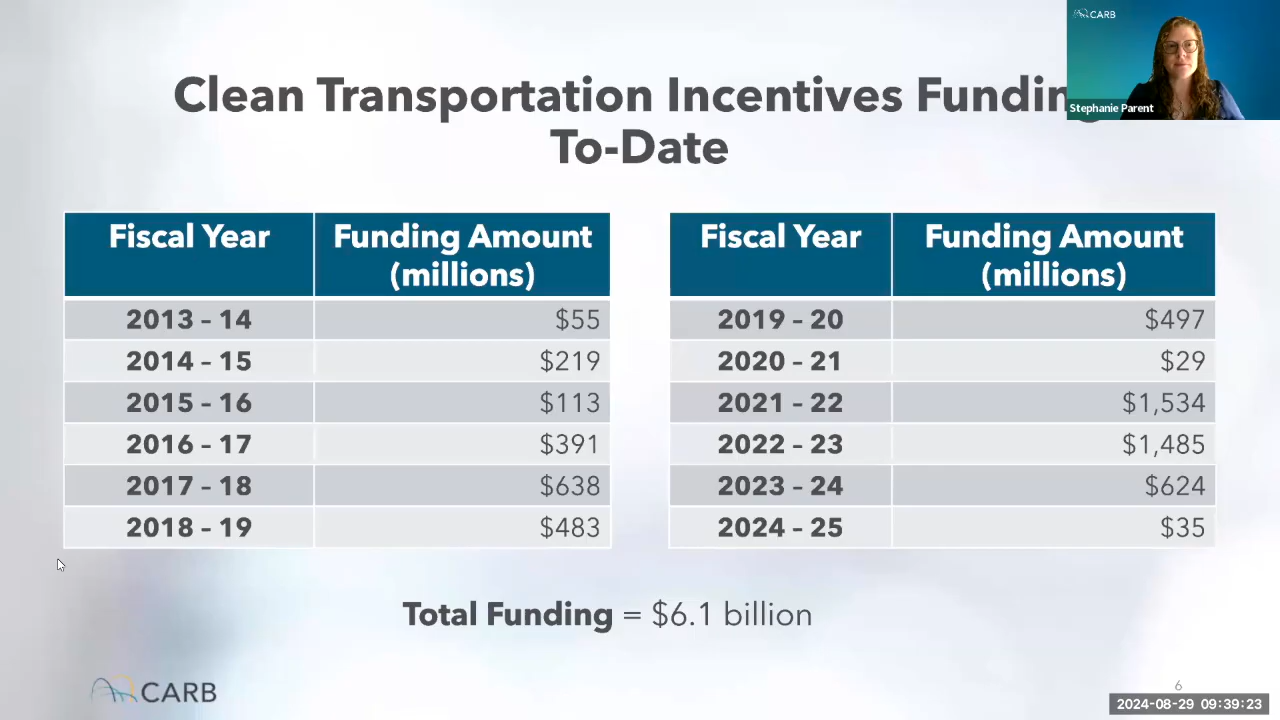 CARB
Stephanie Parent
Clean Transportation Incentives Funding
To-Date
Fiscal Year Funding Amount (millions)
2013 – 14 $55
2014 – 15 $219
2015 – 16 $113
2016 – 17 $391
2017 – 18 $638
2018 – 19 $483
Fiscal Year Funding Amount (millions)
2019 – 20 $497
2020 – 21 $29
2021 – 22 $1,534
2022 – 23 $1,485
2023 – 24 $624
2024 – 25 $35
Total Funding = $6.1 billion
CARB
6
2024-08-29 09:39:23